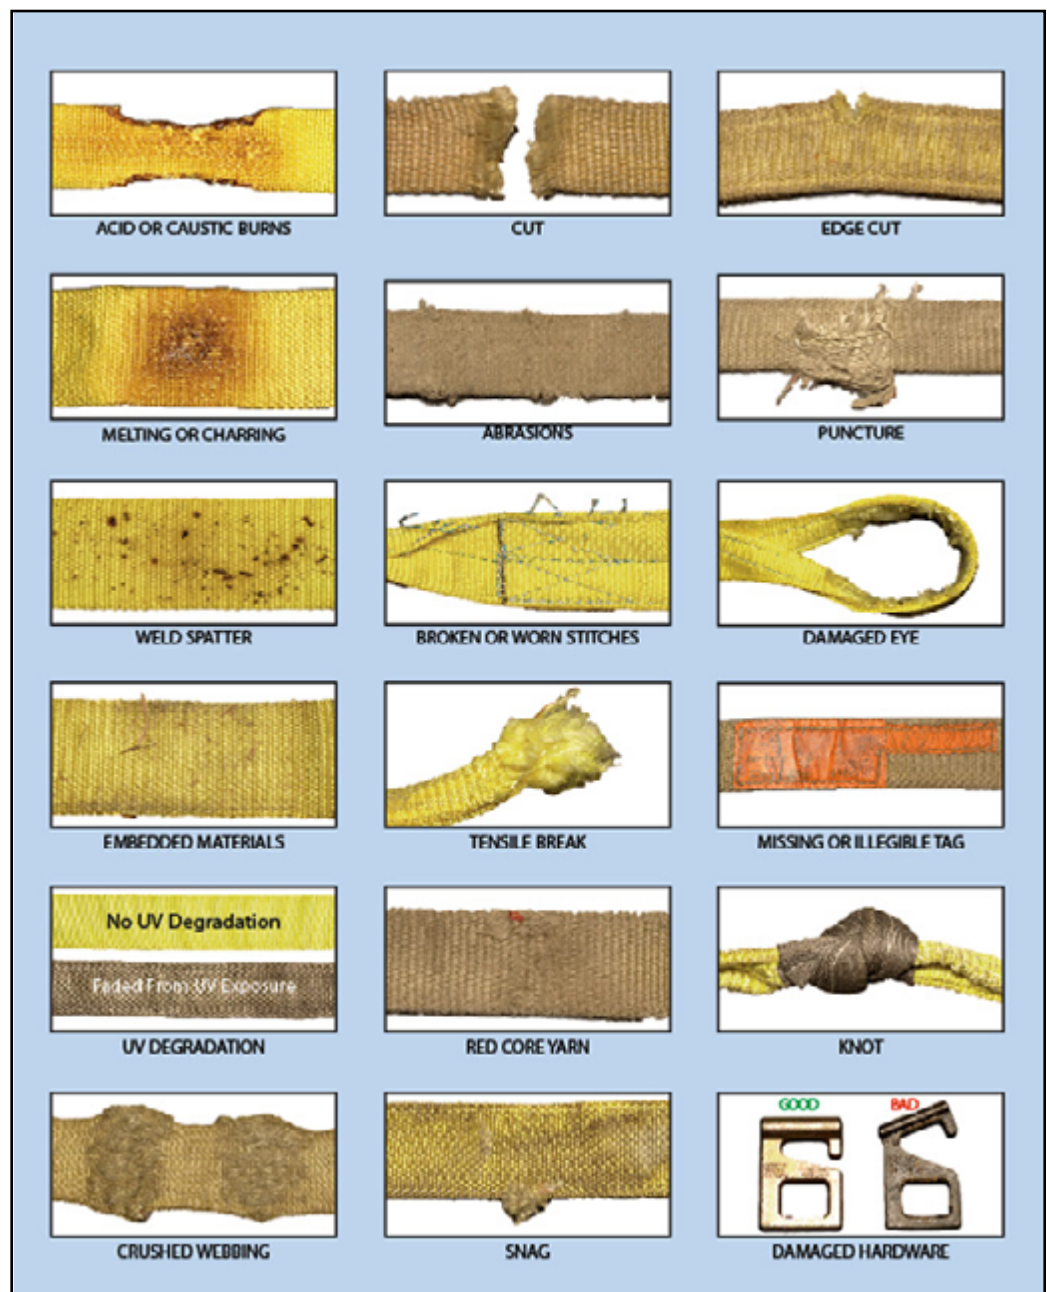 ACID OR CAUSTIC BURNS
CUT
EDGE CUT
MELTING OR CHARRING
ABRASIONS
PUNCTURE
WELD SPATTER
BROKEN OR WORN STITCHES
DAMAGED EYE
EMBEDDED MATERIALS
TENSILE BREAK
MISSING OR ILLEGIBLE TAG
No UV Degradation
Faded From UV Exposure
UV DEGRADATION
RED CORE YARN
KNOT
CRUSHED WEBBING
SNAG
GOOD
BAD
DAMAGED HARDWARE